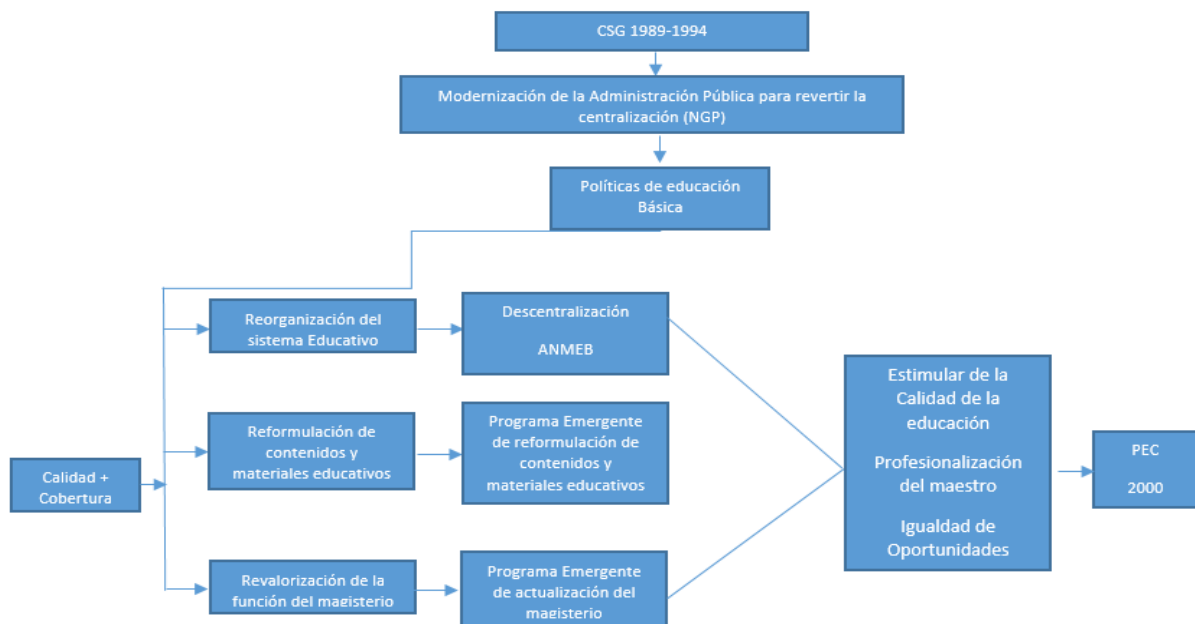 CSG 1989-1994
Modernización de la Administración Pública para revertir la
centralización (NGP)
Políticas de educación
Básica
Reorganización del
sistema Educativo
Descentralización
ANMEB
Reformulación de
contenidos y
materiales educativos
Programa Emergente
de reformulación de
contenidos y
materiales educativos
Calidad +
Cobertura
Revalorización de la
función del magisterio
Programa Emergente
de actualización del
magisterio
Estimular de la
Calidad de la
educación
Profesionalización
del maestro
Igualdad de
Oportunidades
PEC
2000